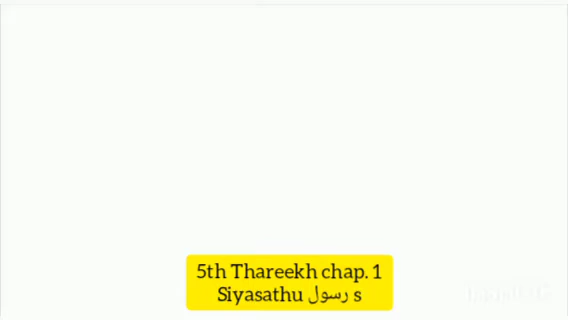 5th Thareekh chap. 1
Siyasathu رسول s